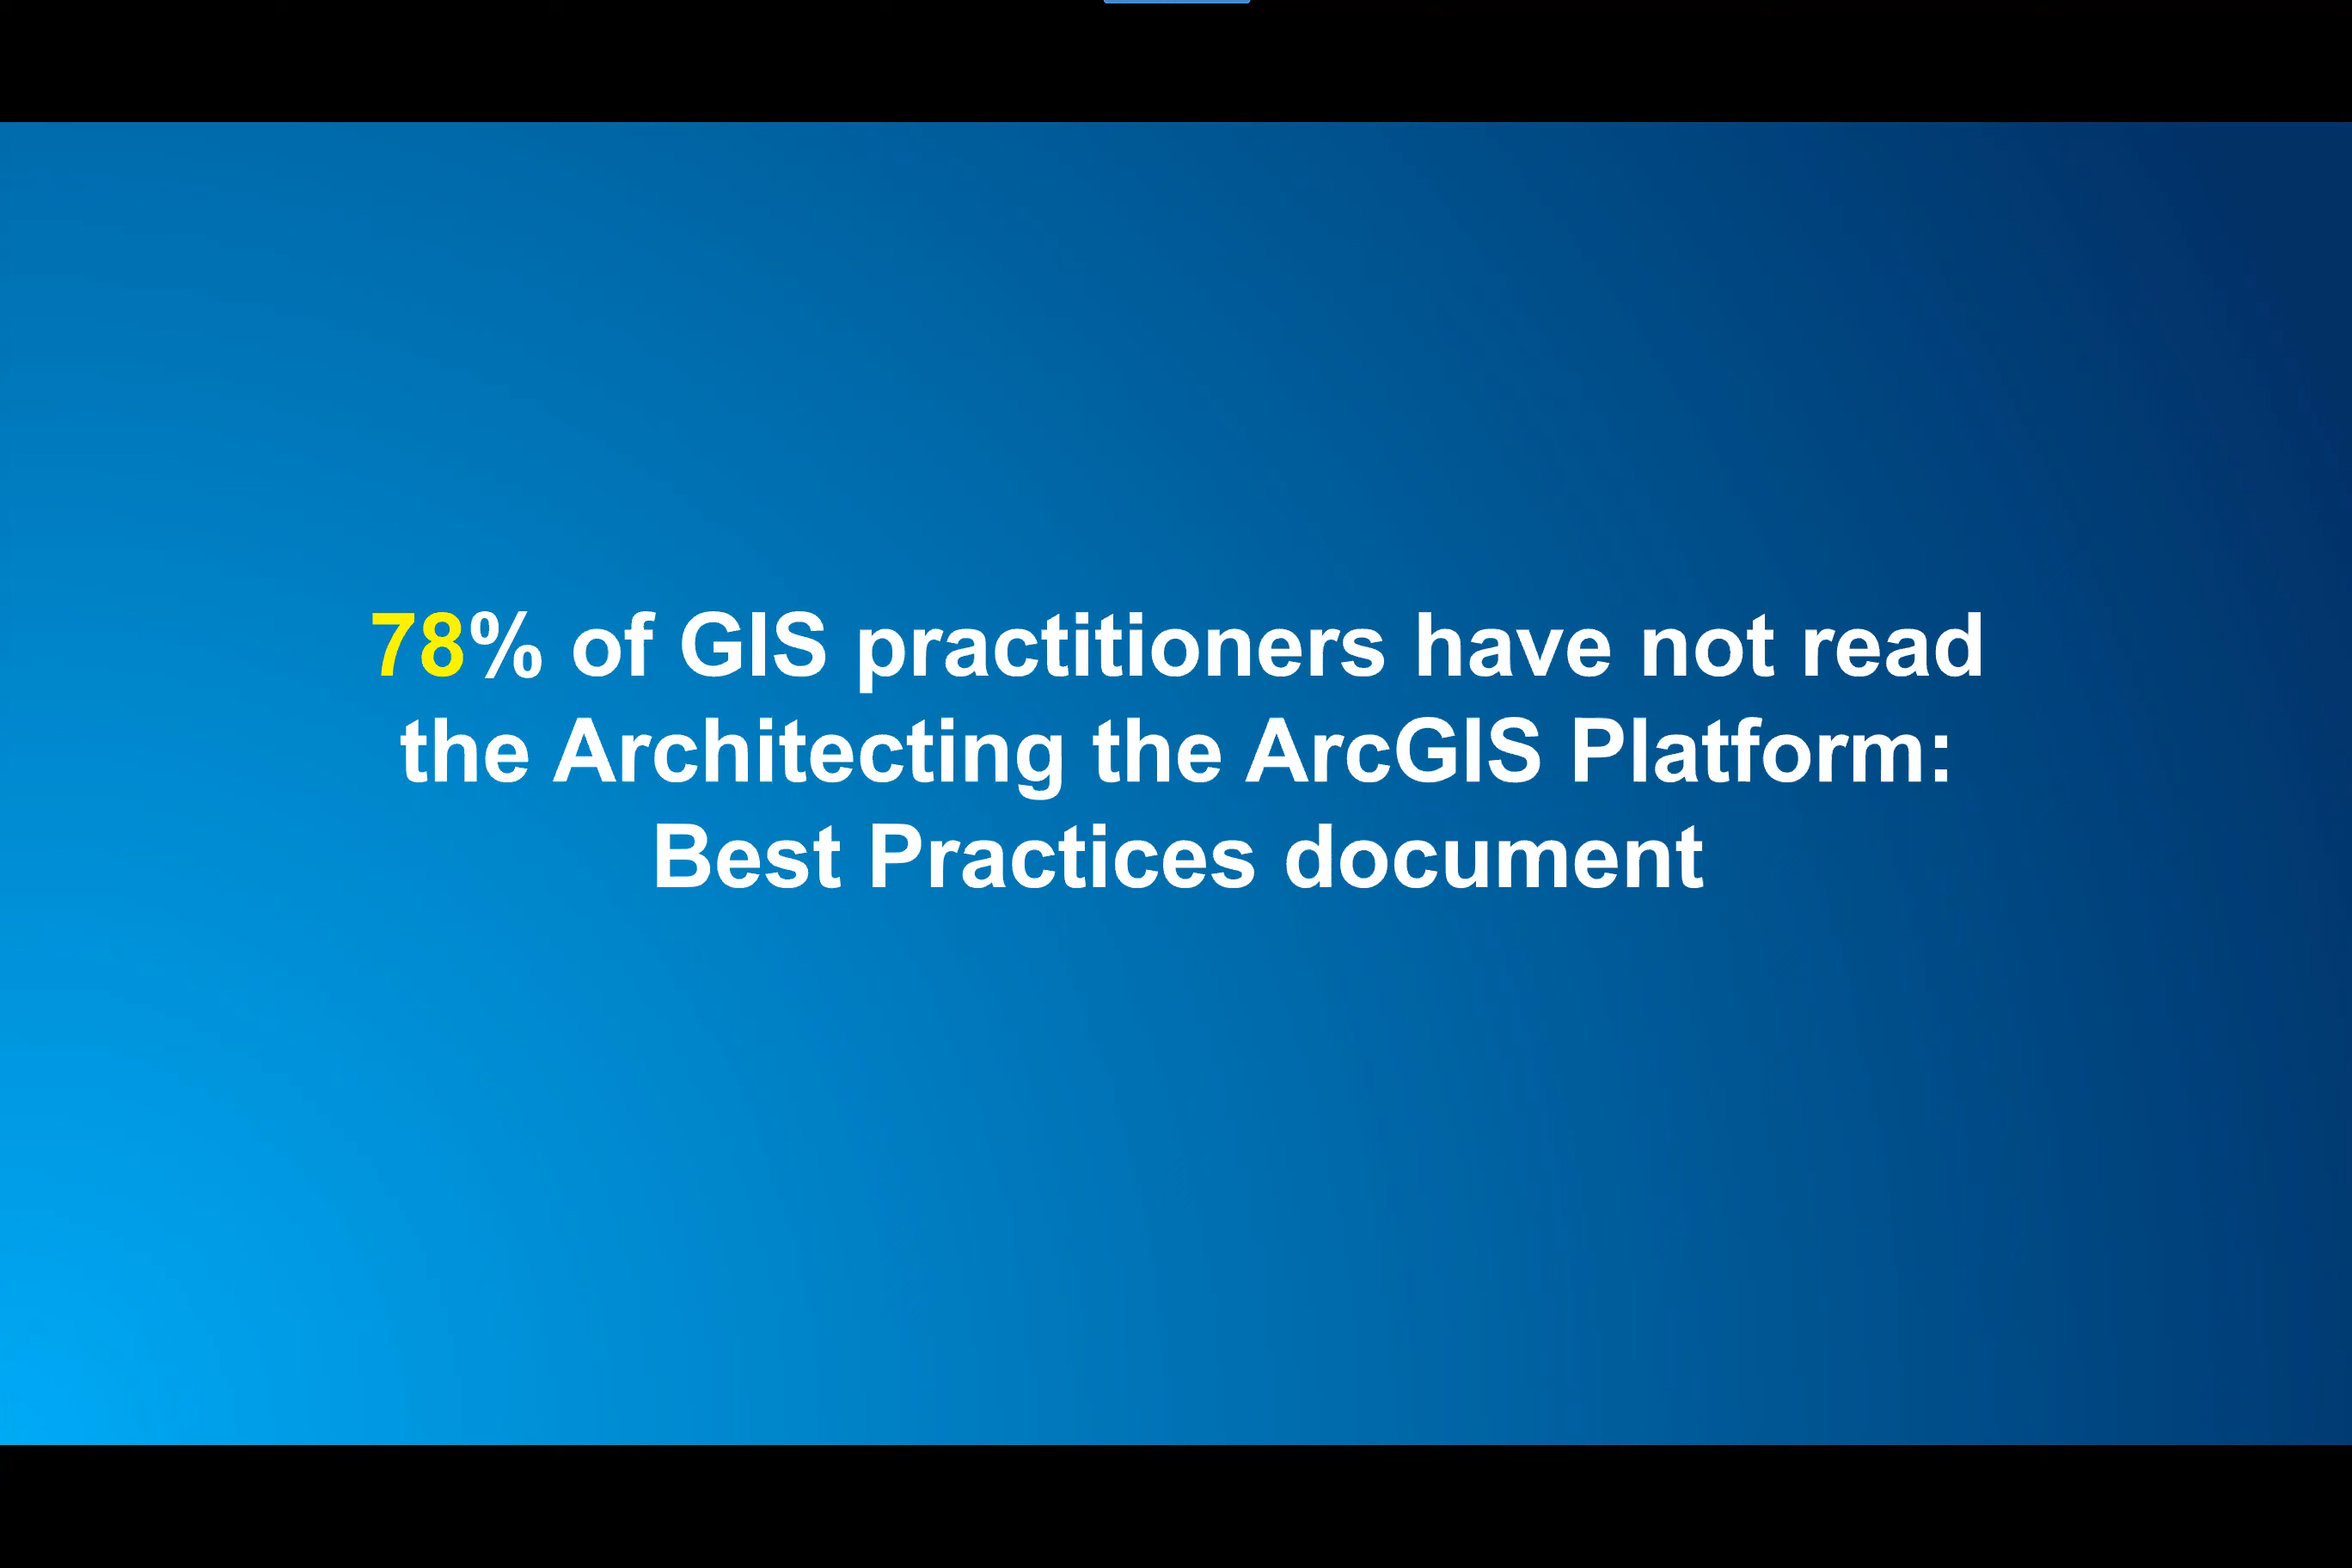 78% of GIS practitioners have not read
the Architecting the ArcGIS Platform:
Best Practices document